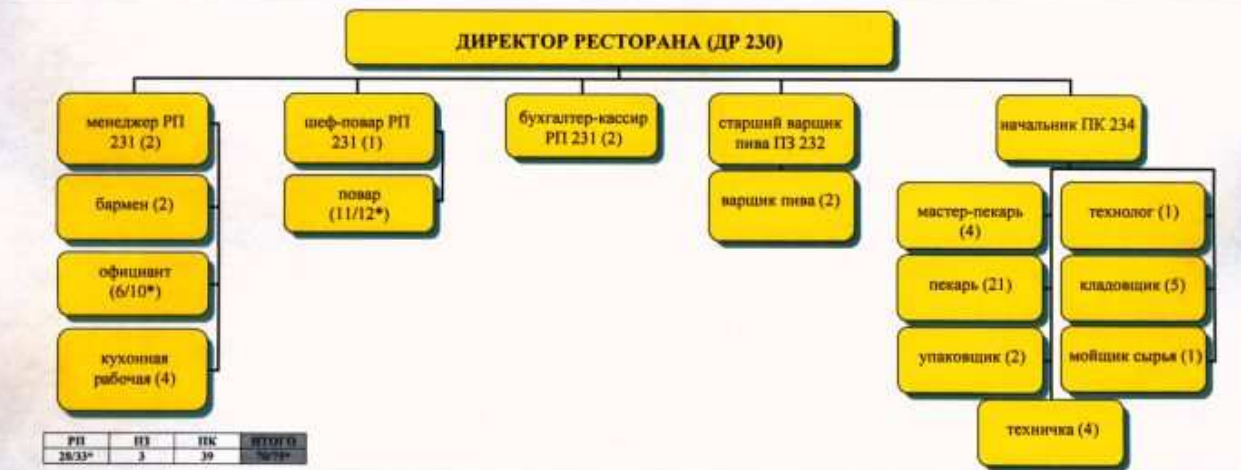 ДИРЕКТОР РЕСТОРАНА (ДР 230)
менеджер РП
231 (2)
бармен (2)
официант
(6/10*)
кухонная
рабочая (4)
шеф-повар РП
231 (1)
повар
(11/12*)
бухгалтер-кассир
РП 231 (2)
старший варщик
пива ПЗ 232
варщик пива (2)
начальник ПК 234
мастер-пекарь
(4)
пекарь (21)
упаковщик (2)
технолог (1)
кладовщик (5)
мойщик сырья (1)
техничка (4)
РП ПЗ ПК ИТОГО
28/33* 3 39 70/75*